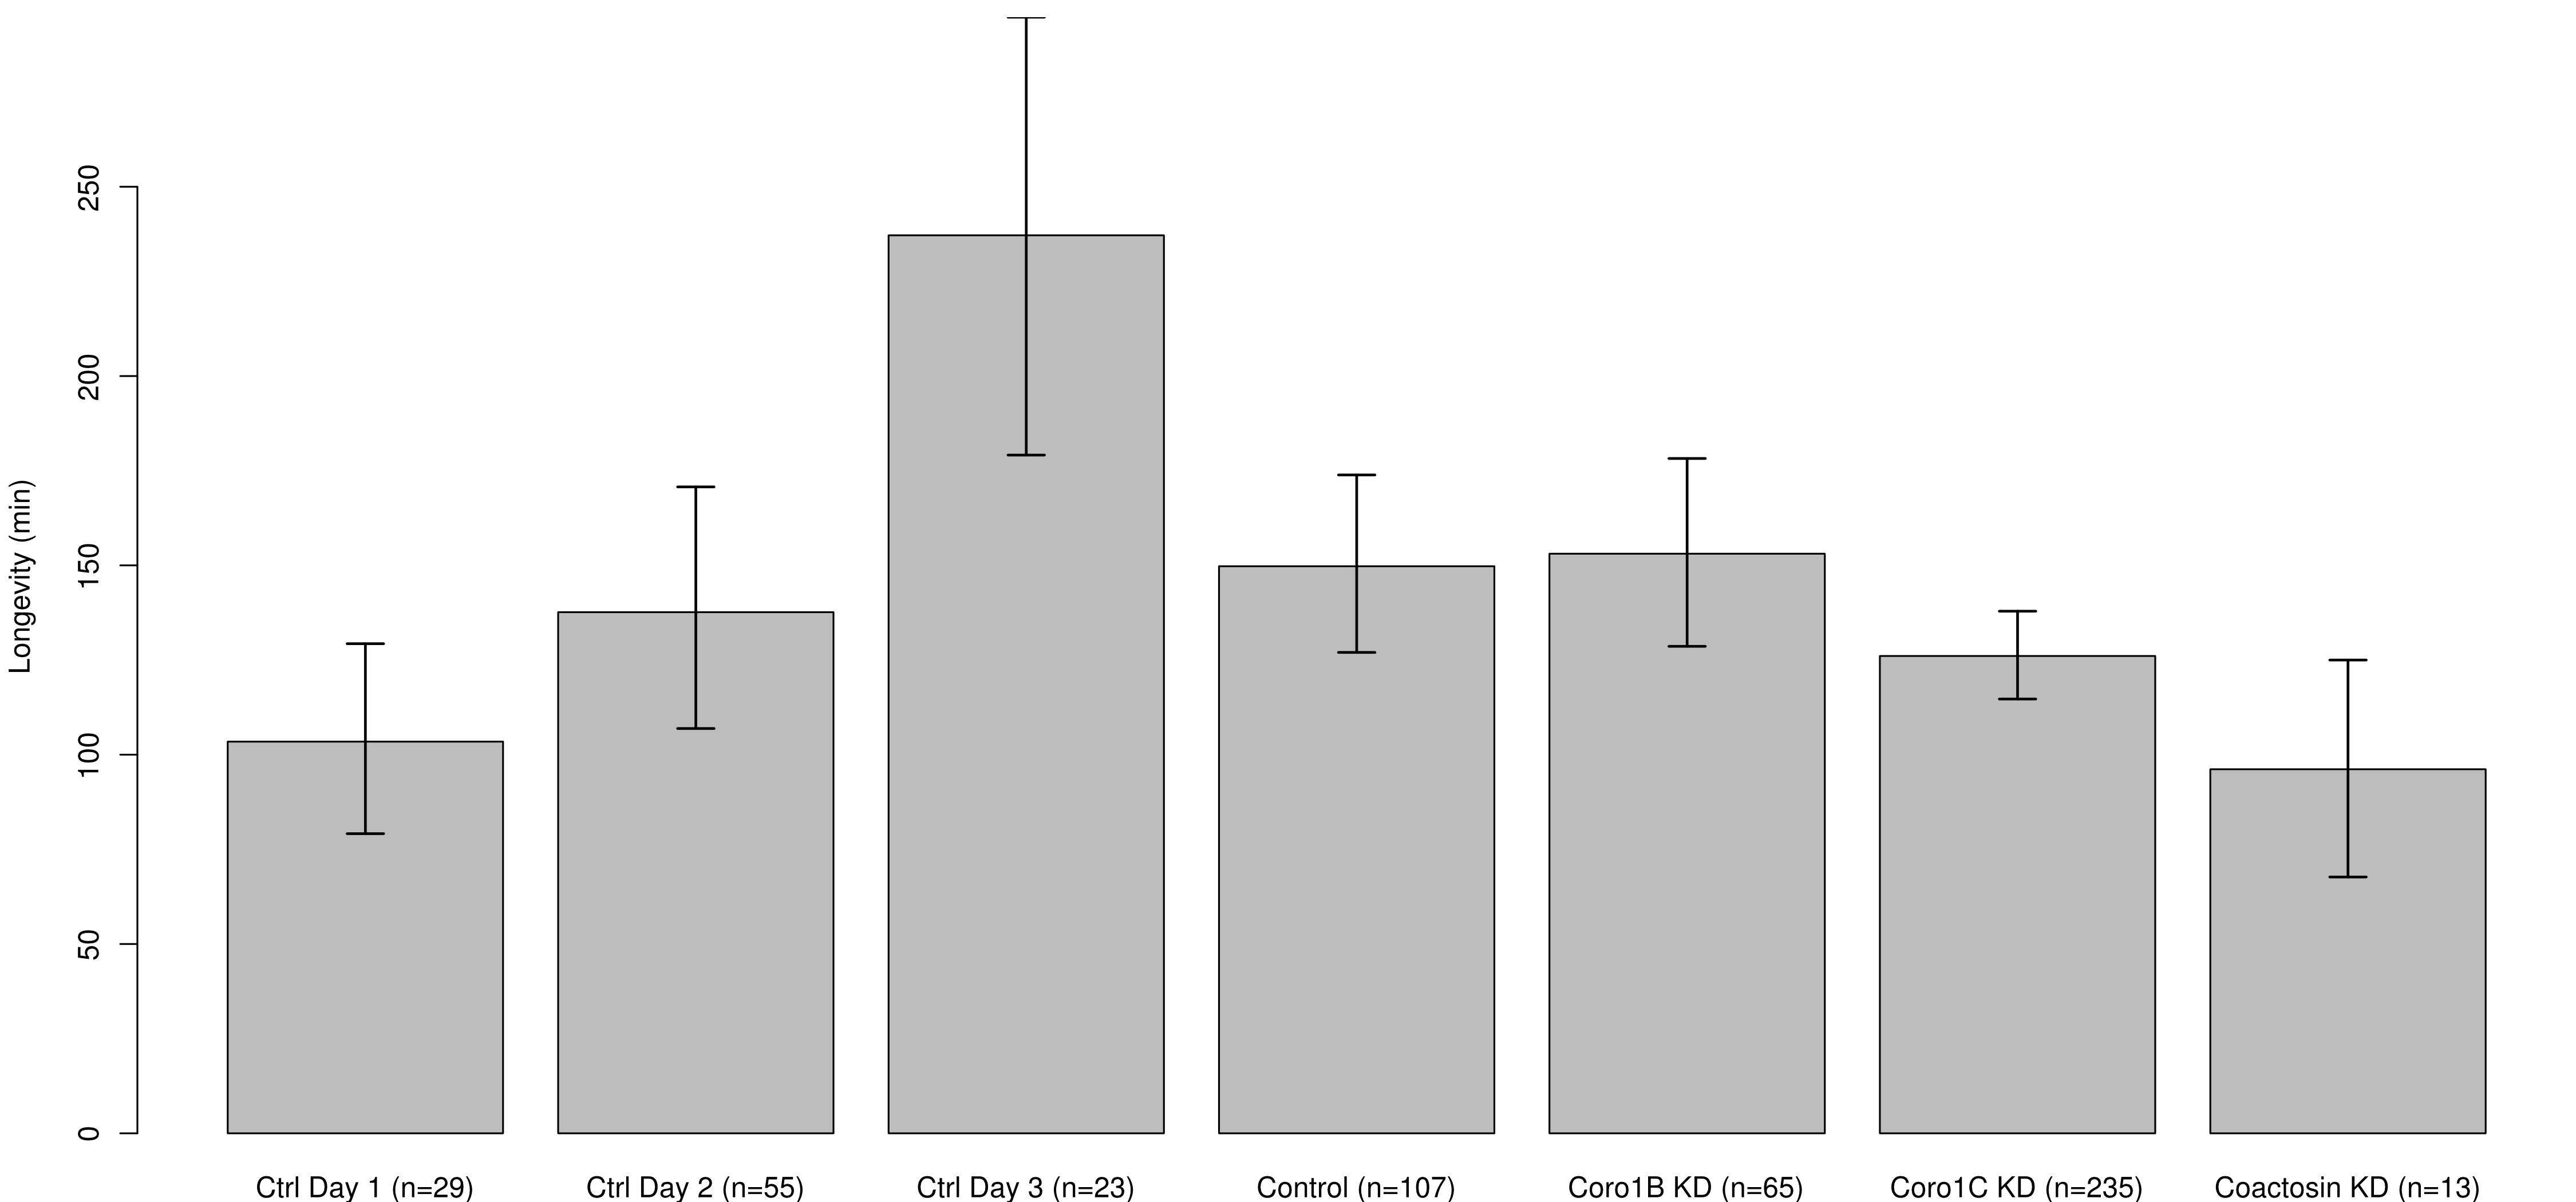 Longevity (min)
250
200
150
100
50
0
Ctrl Day 1 (n=29)
Ctrl Day 2 (n=55)
Ctrl Day 3 (n=23)
Control (n=107)
Coro1B KD (n=65)
Coro1C KD (n=235)
Coactosin KD (n=13)